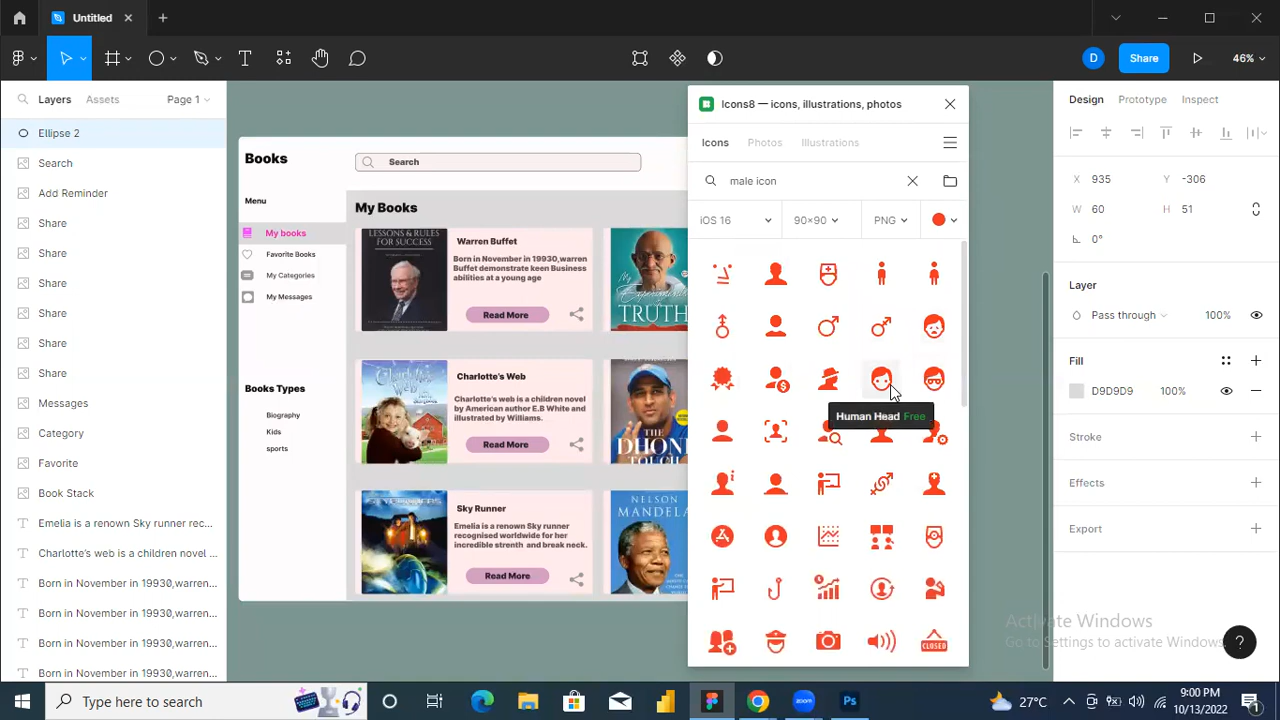 Untitled
Share
46%
Layers
Assets
Page 1
Ellipse 2
Search
Add Reminder
Share
Share
Share
Share
Share
Share
Messages
Category
Favorite
Book Stack
Emelia is a renown Sky runner rec...
Charlotte's web is a children novel ...
Born in November in 19930,warren...
Born in November in 19930,warren...
Born in November in 19930,warren...
Born in November in 19930,warren...
Books
Search
Menu
My books
Favorite Books
My Categories
My Messages
Books Types
Biography
Kids
sports
My Books
LESSONS & RULES
FOR SUCCESS
Warren Buffet
Born in November in 19930,warren
Buffet demonstrate keen Business
abilities at a young age
Read More
My Experiments
TRUTH
Charlotte's Web
Charlotte's Web
Charlotte's web is a children novel
by American author E.B White and
illustrated by Williams.
Read More
THE
DHONI
TOUCH
Sky Runner
Emelia is a renown Sky runner
recognised worldwide for her
incredible strenth and break neck.
Read More
NELSON
MANDELA
Icons8 — icons, illustrations, photos
Icons
Photos
Illustrations
male icon
iOS 16
90×90
PNG
Human Head Free
CLOSED
D
Share
Design
Prototype
Inspect
X 935
Y -306
W 60
H 51
0°
Layer
Pass through
100%
Fill
D9D9D9
100%
Stroke
Effects
Export
Activate Windows
Go to Settings to activate Windows.
?
Type here to search
zoom
Ps
27°C
9:00 PM
10/13/2022
1